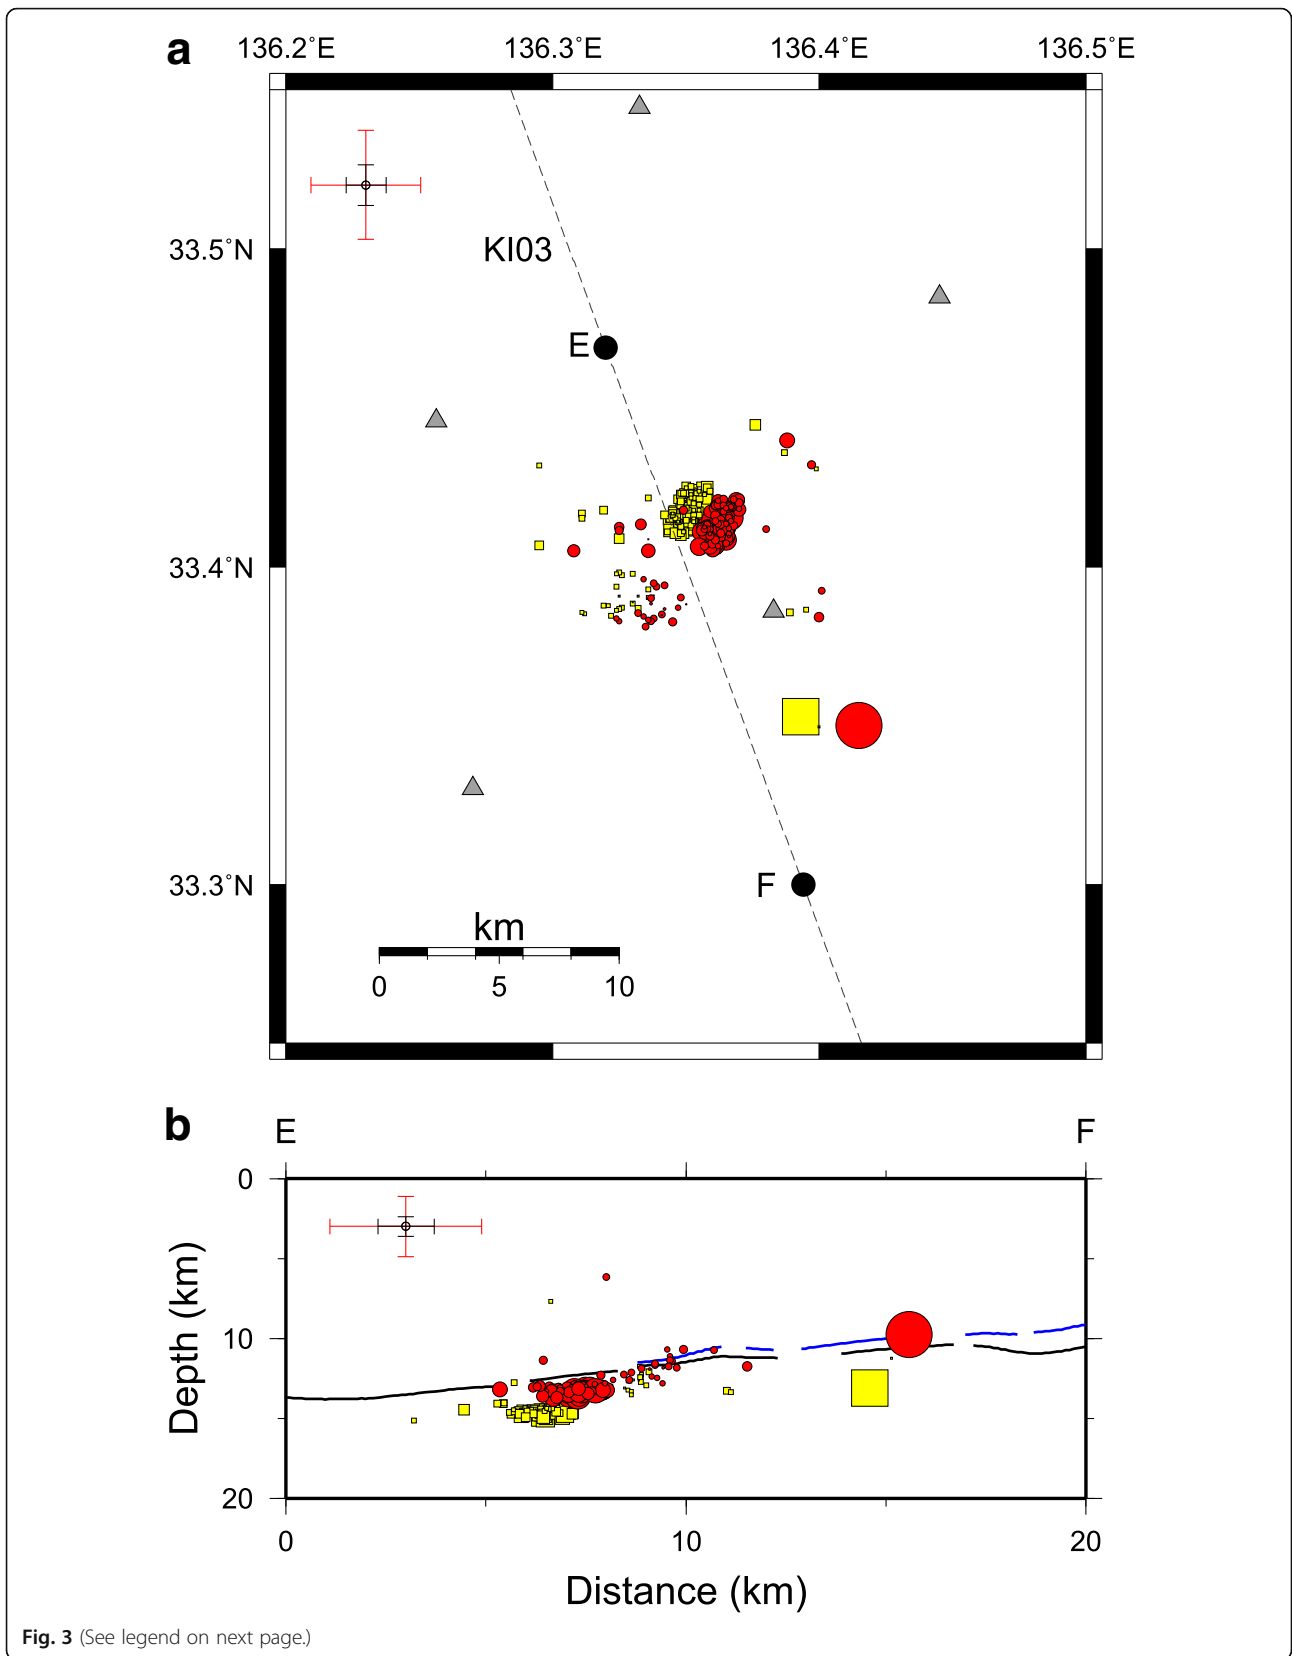 a
136.2°E 136.3°E 136.4°E 136.5°E
33.5°N
KI03
E
33.4°N
33.3°N
F
km
0 5 10
b
E F
0
Depth (km)
10
20
0 10 20
Distance (km)
Fig. 3 (See legend on next page.)